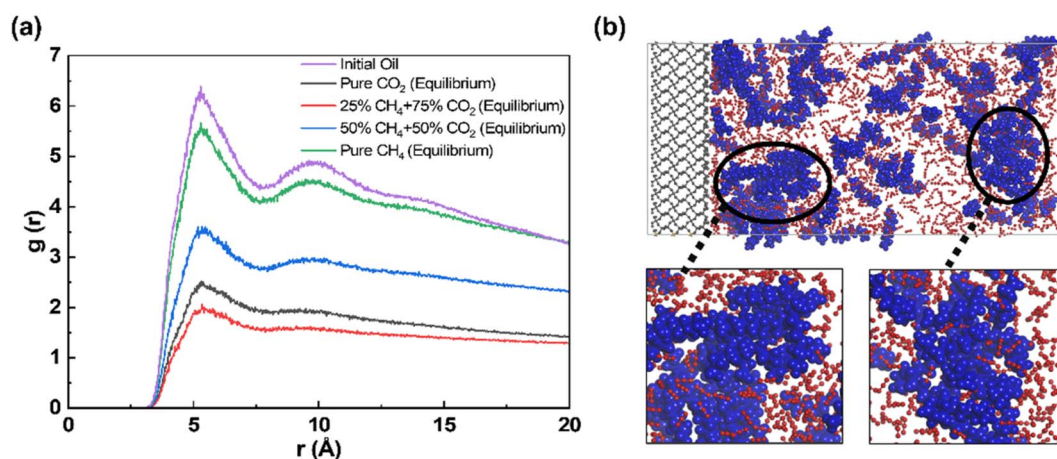 (a)
7
6
5
4
3
2
1
0
g (r)
Initial Oil
Pure CO₂ (Equilibrium)
25% CH₄+75% CO₂ (Equilibrium)
50% CH₄+50% CO₂ (Equilibrium)
Pure CH₄ (Equilibrium)
0 5 10 15 20
r (Å)
(b)